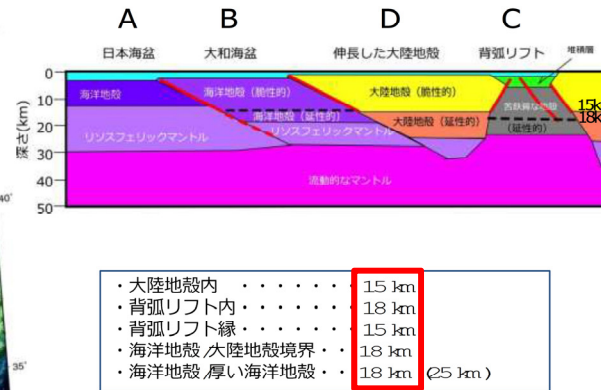 A B D C
日本海盆 大和海盆 伸長した大陸地殻 背弧リフト 堆積層
0
10
20
30
40
50
深さ(km)
海洋地殻
海洋地殻(脆性的)
大陸地殻(脆性的)
苦鉄質な地殻
15k
18k
海洋地殻(延性的)
大陸地殻(延性的)
(延性的)
リソスフェリックマントル
リソスフェリックマントル
流動的なマントル
40°
35°
・大陸地殻内 ・・・・・・・15 km
・背弧リフト内・・・・・・・18 km
・背弧リフト縁・・・・・・・15 km
・海洋地殻/大陸地殻境界・・18 km
・海洋地殻/厚い海洋地殻・・18 km (25 km)